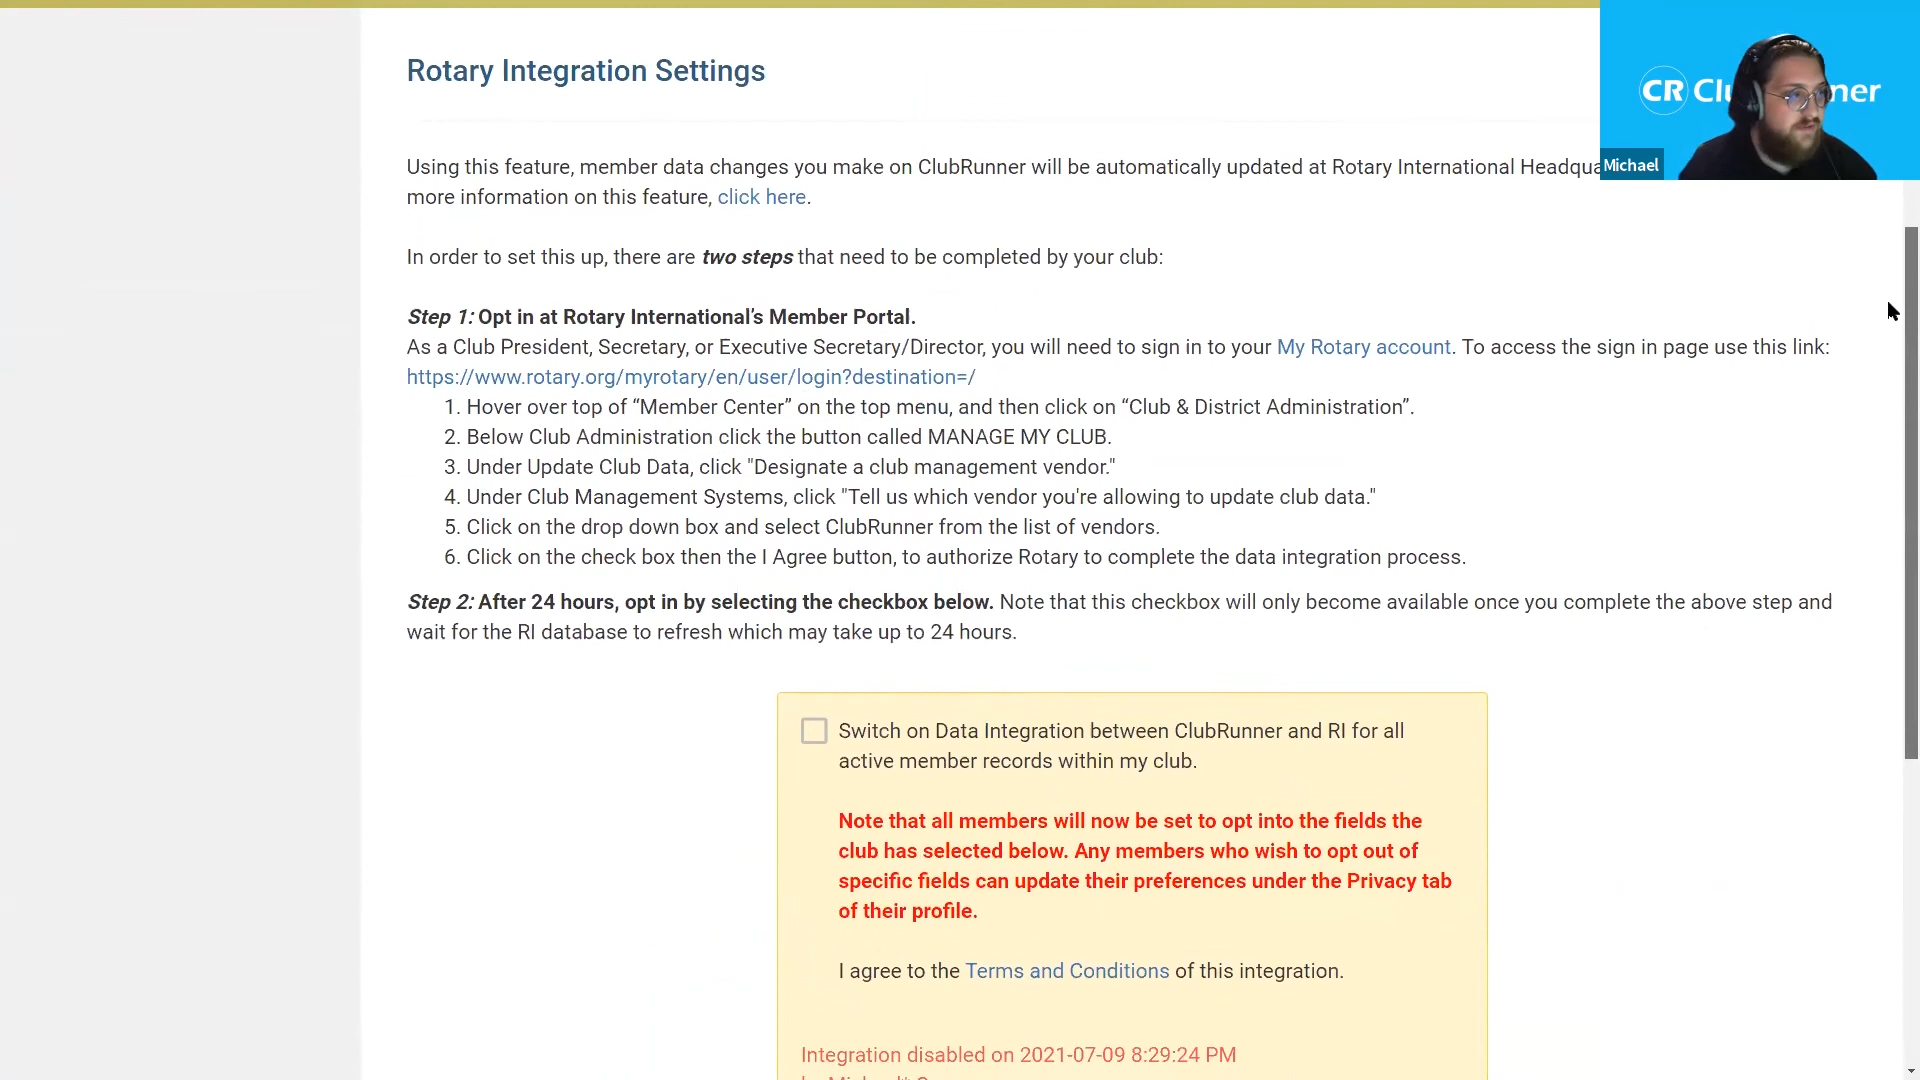 Rotary Integration Settings
CR Clu ner
Michael
Using this feature, member data changes you make on ClubRunner will be automatically updated at Rotary International
more information on this feature, click here.
In order to set this up, there are two steps that need to be completed by your club:
Step 1: Opt in at Rotary International’s Member Portal.
As a Club President, Secretary, or Executive Secretary/Director, you will need to sign in to your My Rotary account. To access the sign in page use this link:
https://www.rotary.org/myrotary/en/user/login?destination=/
1. Hover over top of “Member Center” on the top menu, and then click on “Club & District Administration”.
2. Below Club Administration click the button called MANAGE MY CLUB.
3. Under Update Club Data, click "Designate a club management vendor."
4. Under Club Management Systems, click "Tell us which vendor you're allowing to update club data."
5. Click on the drop down box and select ClubRunner from the list of vendors.
6. Click on the check box then the I Agree button, to authorize Rotary to complete the data integration process.
Step 2: After 24 hours, opt in by selecting the checkbox below. Note that this checkbox will only become available once you complete the above step and
wait for the RI database to refresh which may take up to 24 hours.
Switch on Data Integration between ClubRunner and RI for all
active member records within my club.
Note that all members will now be set to opt into the fields the
club has selected below. Any members who wish to opt out of
specific fields can update their preferences under the Privacy tab
of their profile.
I agree to the Terms and Conditions of this integration.
Integration disabled on 2021-07-09 8:29:24 PM